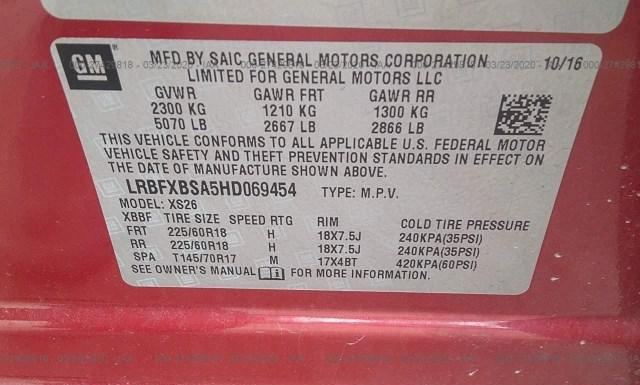 GM
MFD BY SAIC GENERAL MOTORS CORPORATION 10/16
LIMITED FOR GENERAL MOTORS LLC
GVWR GAWR FRT GAWR RR
2300 KG 1210 KG 1300 KG
5070 LB 2667 LB 2866 LB
THIS VEHICLE CONFORMS TO ALL APPLICABLE U.S. FEDERAL MOTOR
VEHICLE SAFETY AND THEFT PREVENTION STANDARDS IN EFFECT ON
THE DATE OF MANUFACTURE SHOWN ABOVE.
LRBFXBSA5HD069454 TYPE: M.P.V.
MODEL: XS26
XBBF TIRE SIZE SPEED RTG RIM COLD TIRE PRESSURE
FRT 225/60R18 H 18X7.5J 240KPA(35PSI)
RR 225/60R18 H 18X7.5J 240KPA(35PSI)
SPA T145/70R17 M 17X4BT 420KPA(60PSI)
SEE OWNER'S MANUAL FOR MORE INFORMATION.